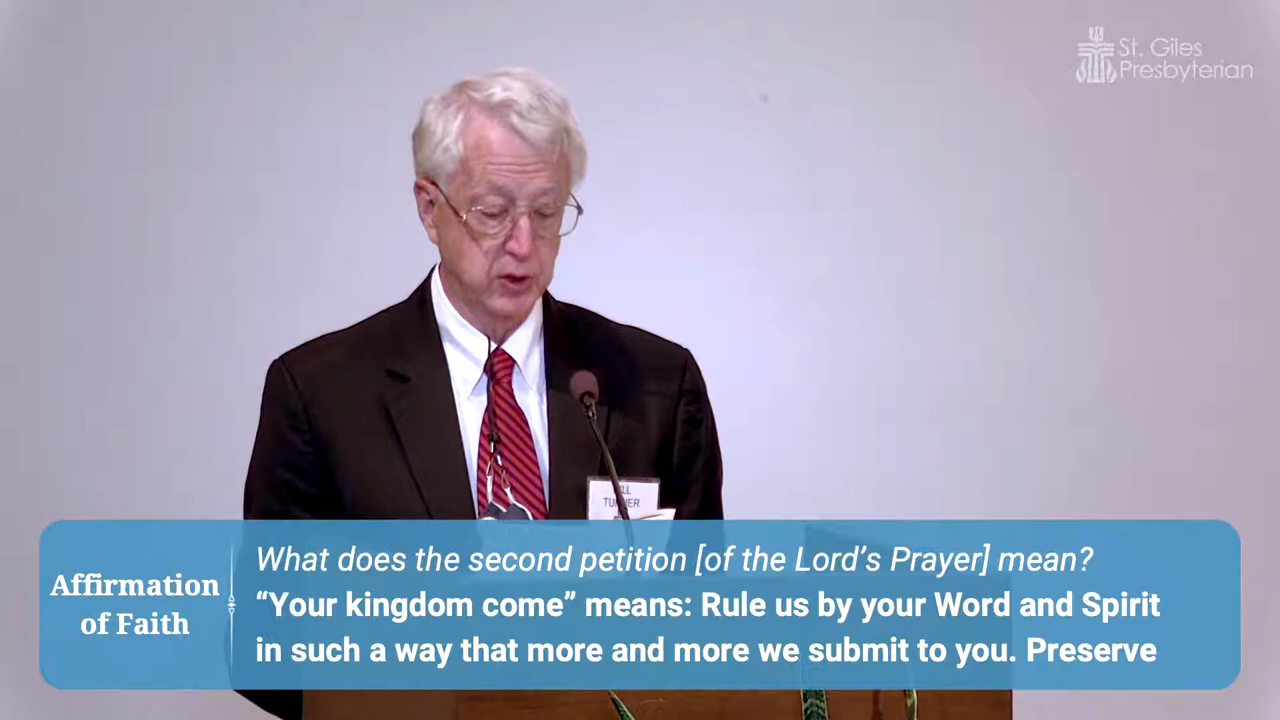 St. Giles
Presbyterian
Affirmation
of Faith
What does the second petition [of the Lord’s Prayer] mean?
“Your kingdom come” means: Rule us by your Word and Spirit
in such a way that more and more we submit to you. Preserve